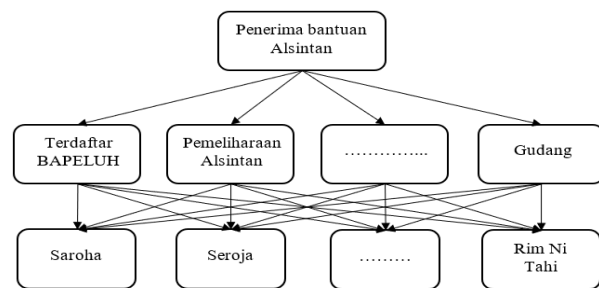 Penerima bantuan
Alsintan
Terdaftar
BAPELUH
Pemeliharaan
Alsintan
…………...
Gudang
Saroha
Seroja
………
Rim Ni
Tahi